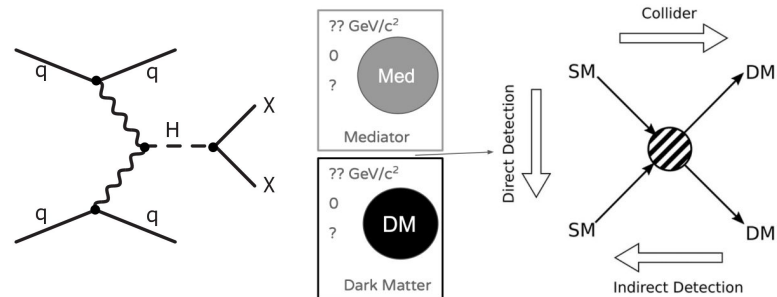 q q
H
X
X
q q
?? GeV/c²
0
?
Med
Mediator
?? GeV/c²
0
?
DM
Dark Matter
Collider
SM DM
Direct Detection
SM DM
Indirect Detection